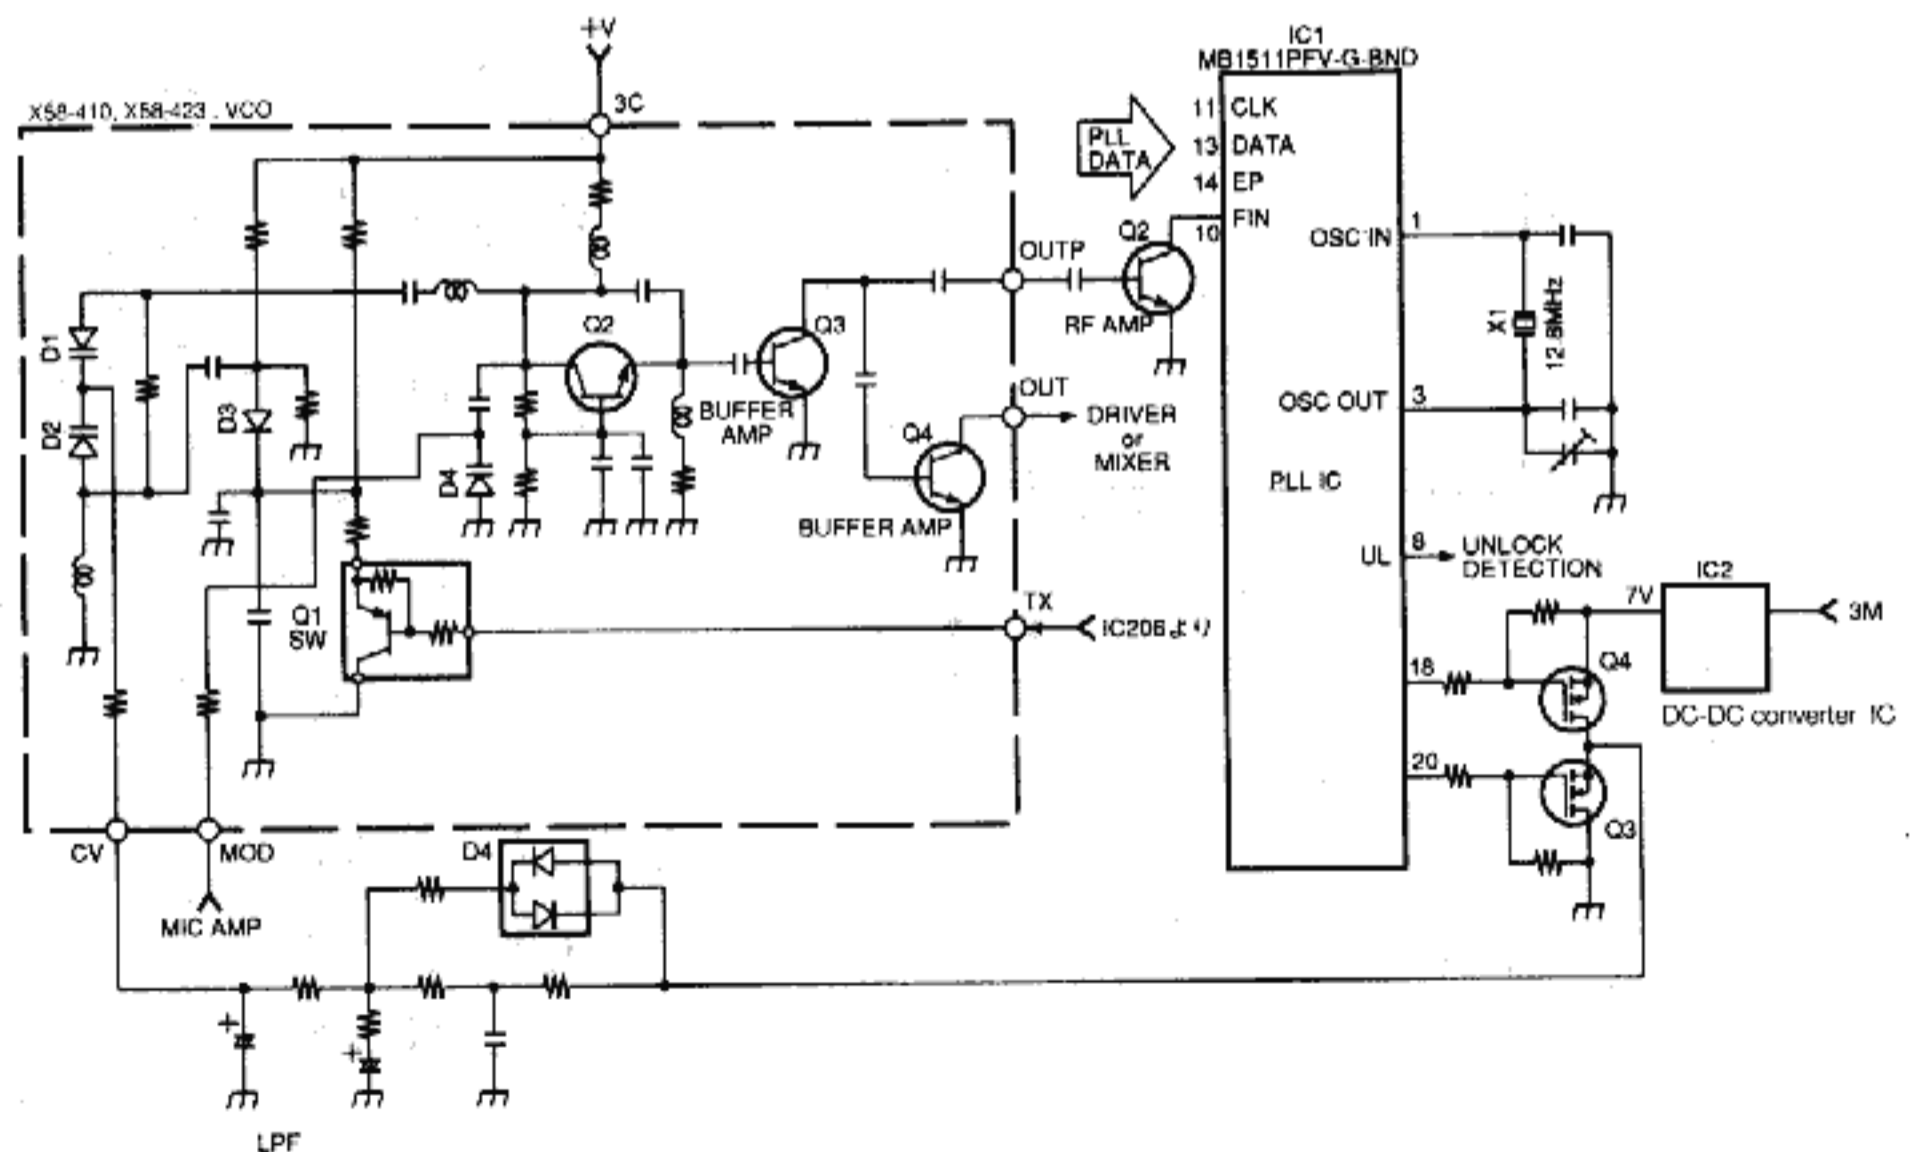 +V
IC1
MB1511PFV-G-BND
X58-410, X58-423 . VCO
3C
PLL
DATA
11 CLK
13 DATA
14 EP
FIN
10
Q2
OSC IN
1
OUTP
RF AMP
X1
12.8MHz
D1
D2
D3
Q2
Q3
BUFFER
AMP
OUT
DRIVER
or
MIXER
OSC OUT
3
Q4
D4
BUFFER AMP
PLL IC
UL
8
UNLOCK
DETECTION
IC2
7V
3M
Q1
SW
TX
IC206より
18
Q4
DC-DC converter IC
20
Q3
CV
MOD
D4
MIC AMP
+
+
LPF